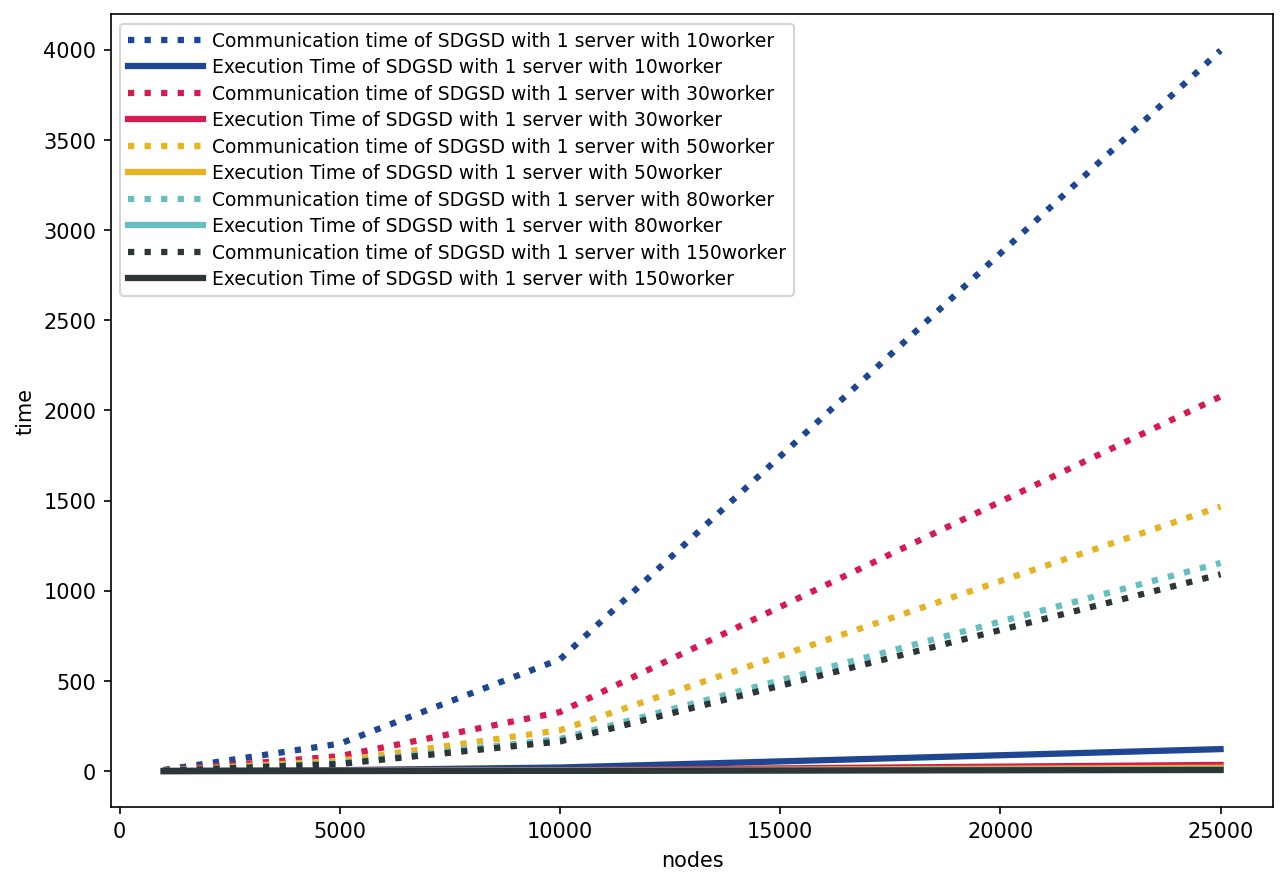 4000
3500
3000
2500
2000
1500
1000
500
0
time
Communication time of SDGSD with 1 server with 10worker
Execution Time of SDGSD with 1 server with 10worker
Communication time of SDGSD with 1 server with 30worker
Execution Time of SDGSD with 1 server with 30worker
Communication time of SDGSD with 1 server with 50worker
Execution Time of SDGSD with 1 server with 50worker
Communication time of SDGSD with 1 server with 80worker
Execution Time of SDGSD with 1 server with 80worker
Communication time of SDGSD with 1 server with 150worker
Execution Time of SDGSD with 1 server with 150worker
0 5000 10000 15000 20000 25000
nodes